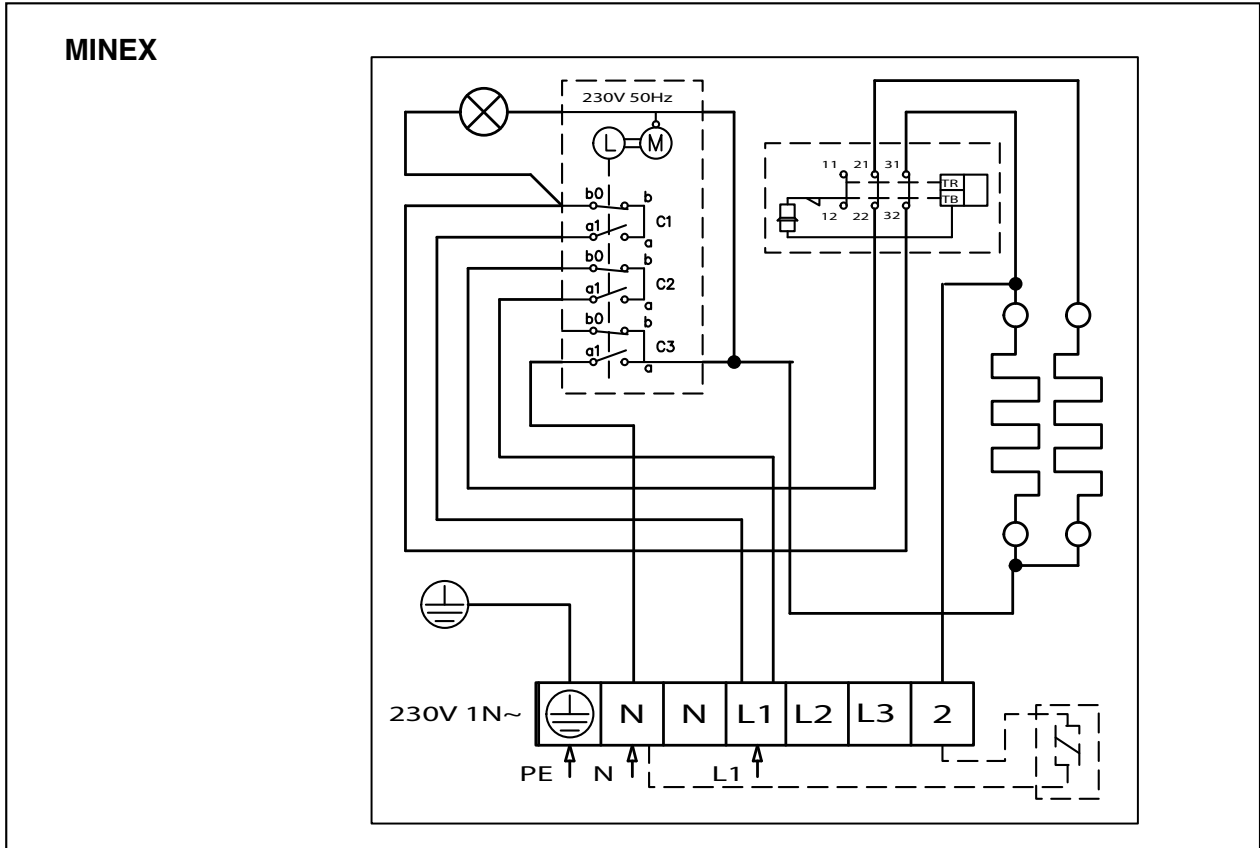 MINEX
230V 50Hz
L M
11 21 31
TR
TB
12 22 32
b0 b
C1
a1 a
b0 b
C2
a1 a
b0 b
C3
a1 a
230V 1N~ N N L1 L2 L3 2
PE N L1